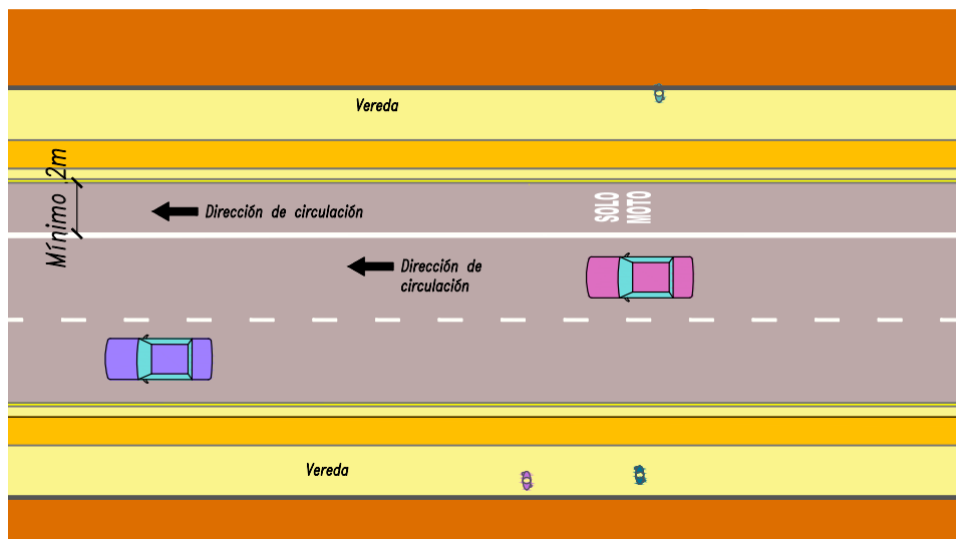 Vereda
Mínimo 2m
Dirección de circulación
SOLO
MOTO
Dirección de
circulación
Vereda